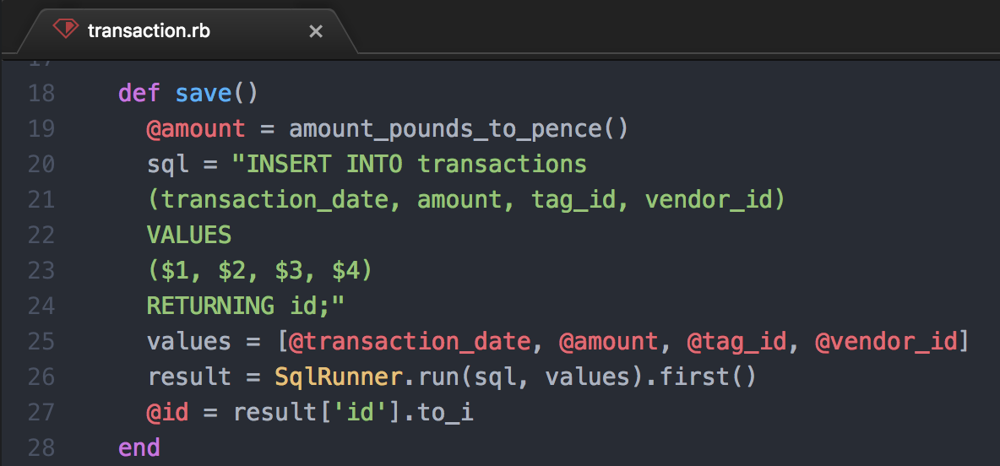 transaction.rb ×
17
18 def save()
19 @amount = amount_pounds_to_pence()
20 sql = "INSERT INTO transactions
21 (transaction_date, amount, tag_id, vendor_id)
22 VALUES
23 ($1, $2, $3, $4)
24 RETURNING id;"
25 values = [@transaction_date, @amount, @tag_id, @vendor_id]
26 result = SqlRunner.run(sql, values).first()
27 @id = result['id'].to_i
28 end